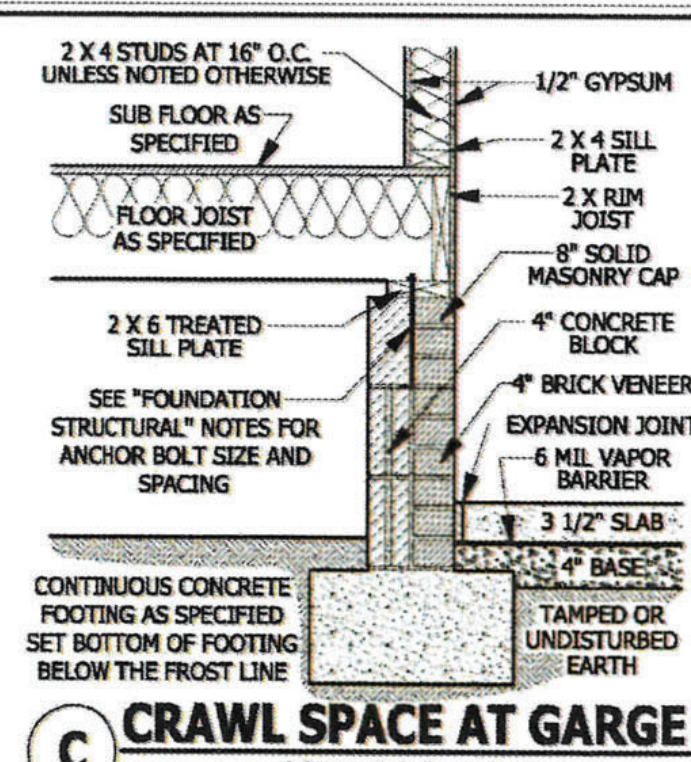 2 X 4 STUDS AT 16" O.C.
UNLESS NOTED OTHERWISE
SUB FLOOR AS
SPECIFIED
FLOOR JOIST
AS SPECIFIED
2 X 6 TREATED
SILL PLATE
SEE "FOUNDATION
STRUCTURAL" NOTES FOR
ANCHOR BOLT SIZE AND
SPACING
CONTINUOUS CONCRETE
FOOTING AS SPECIFIED
SET BOTTOM OF FOOTING
BELOW THE FROST LINE
1/2" GYPSUM
2 X 4 SILL
PLATE
2 X RIM
JOIST
8" SOLID
MASONRY CAP
4" CONCRETE
BLOCK
4" BRICK VENEER
EXPANSION JOINT
6 MIL VAPOR
BARRIER
3 1/2" SLAB
4" BASE
TAMPED OR
UNDISTURBED
EARTH
C CRAWL SPACE AT GARGE